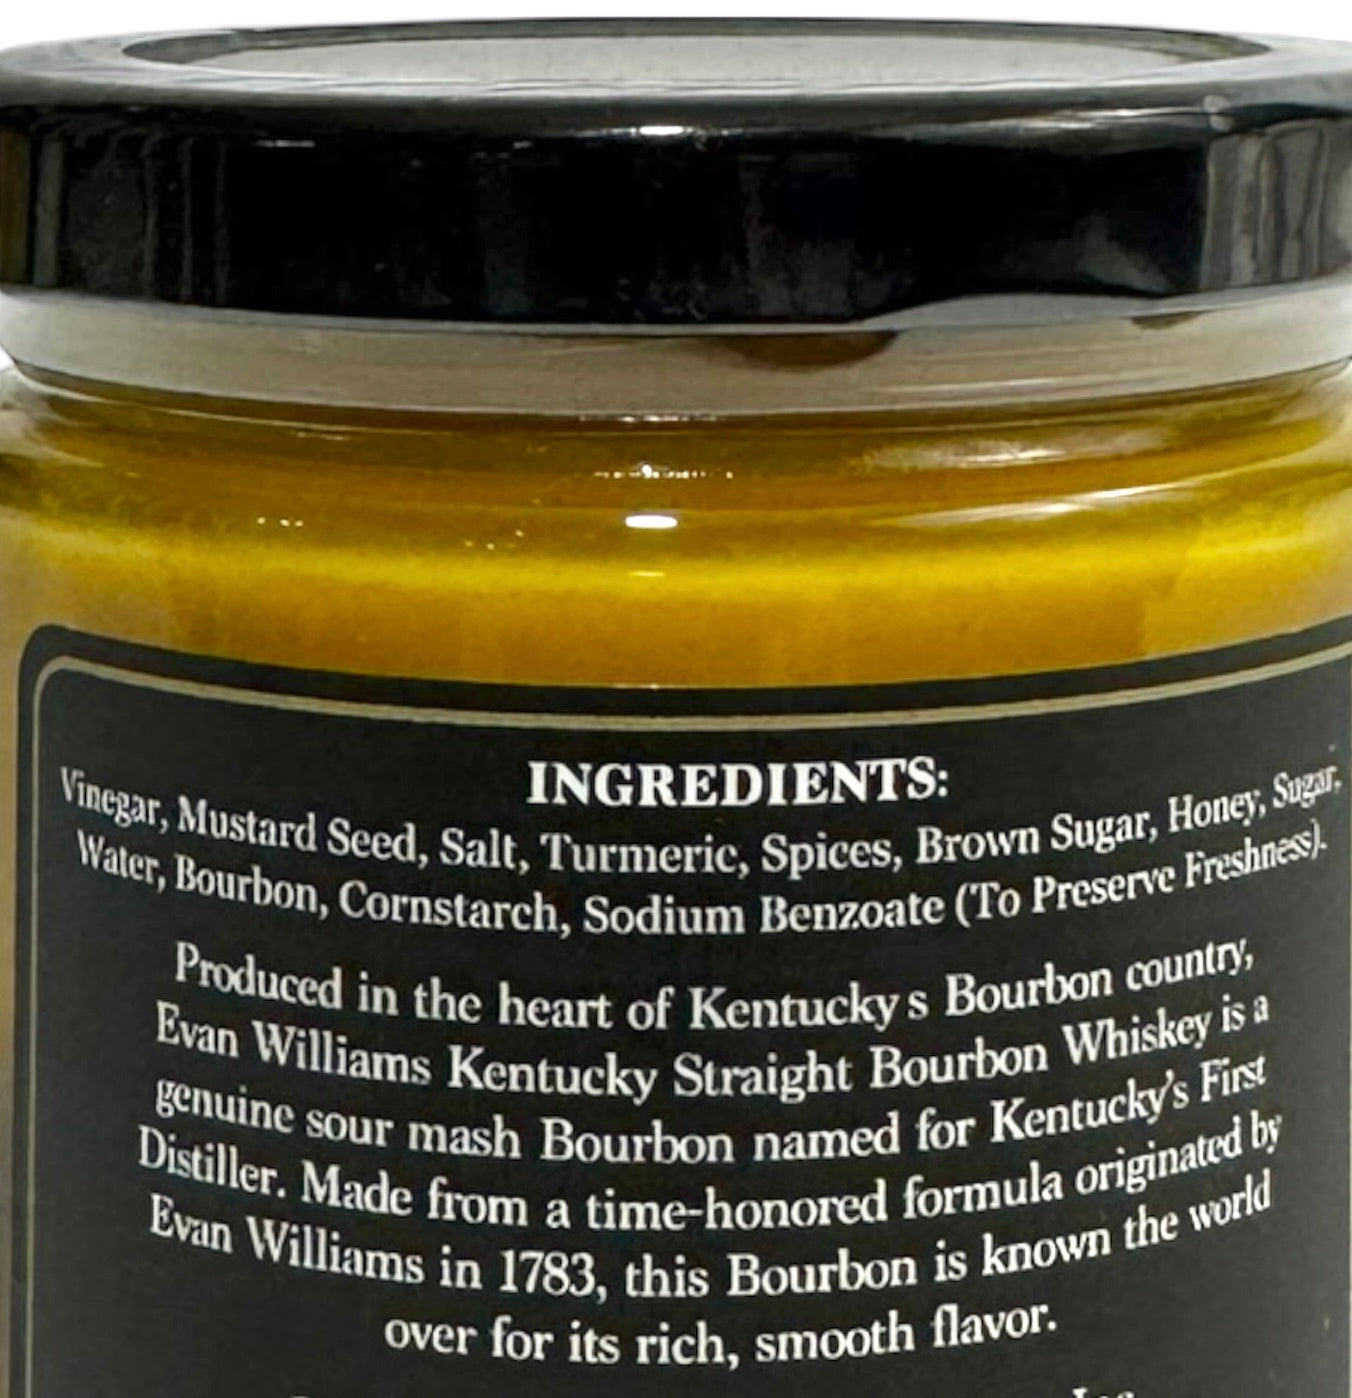 INGREDIENTS:
Vinegar, Mustard Seed, Salt, Turmeric, Spices, Brown Sugar, Honey, Sugar,
Water, Bourbon, Cornstarch, Sodium Benzoate (To Preserve Freshness).
Produced in the heart of Kentucky s Bourbon country,
Evan Williams Kentucky Straight Bourbon Whiskey is a
genuine sour mash Bourbon named for Kentucky's First
Distiller. Made from a time-honored formula originated by
Evan Williams in 1783, this Bourbon is known the world
over for its rich, smooth flavor.